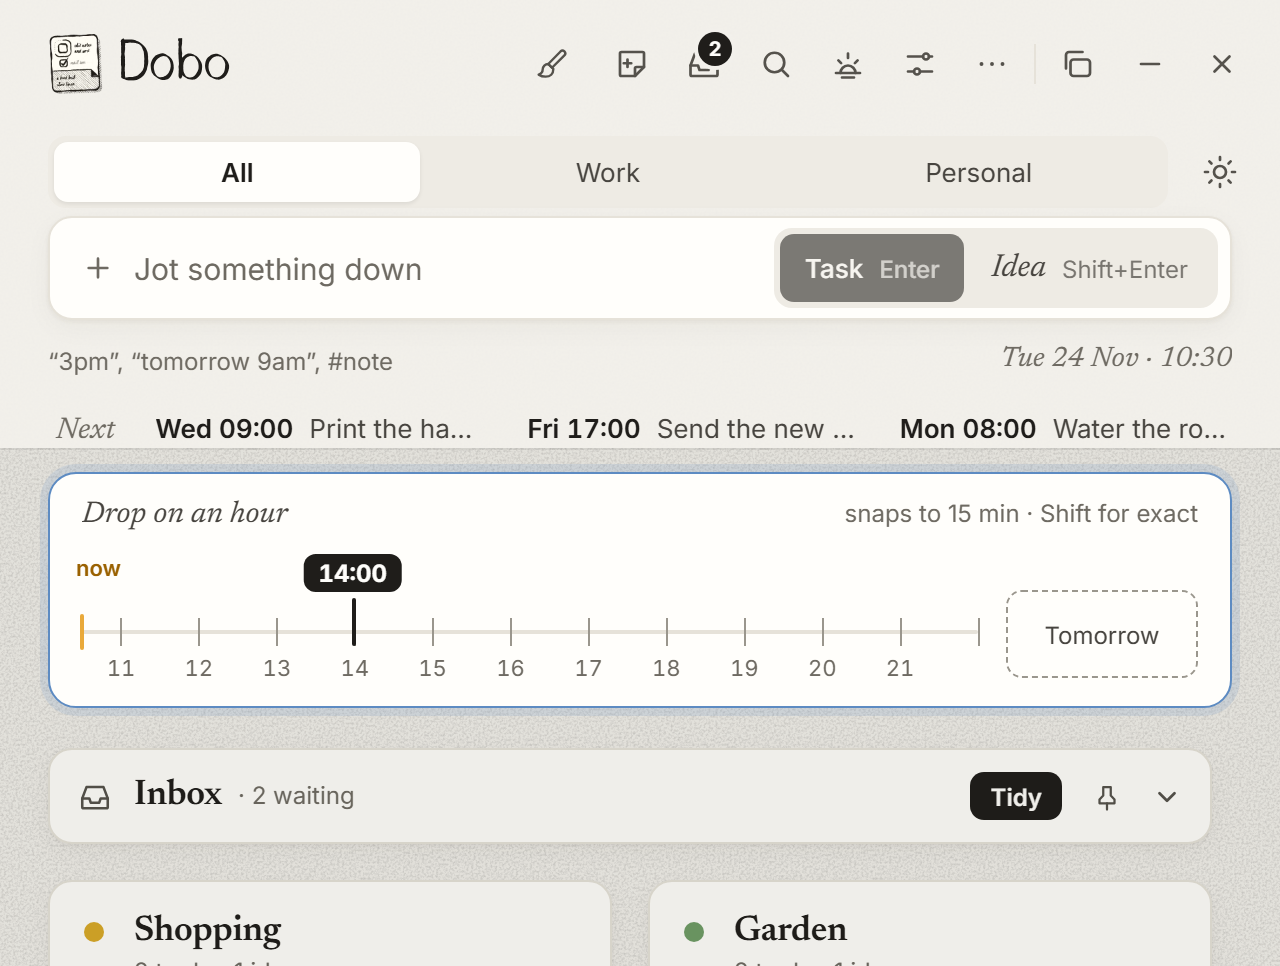 Dobo
2
All Work Personal
Jot something down Task Enter Idea Shift+Enter
“3pm”, “tomorrow 9am”, #note Tue 24 Nov · 10:30
Next Wed 09:00 Print the ha... Fri 17:00 Send the new ... Mon 08:00 Water the ro...
Drop on an hour snaps to 15 min · Shift for exact
now 14:00
Tomorrow
11 12 13 14 15 16 17 18 19 20 21
Inbox · 2 waiting Tidy
Shopping Garden